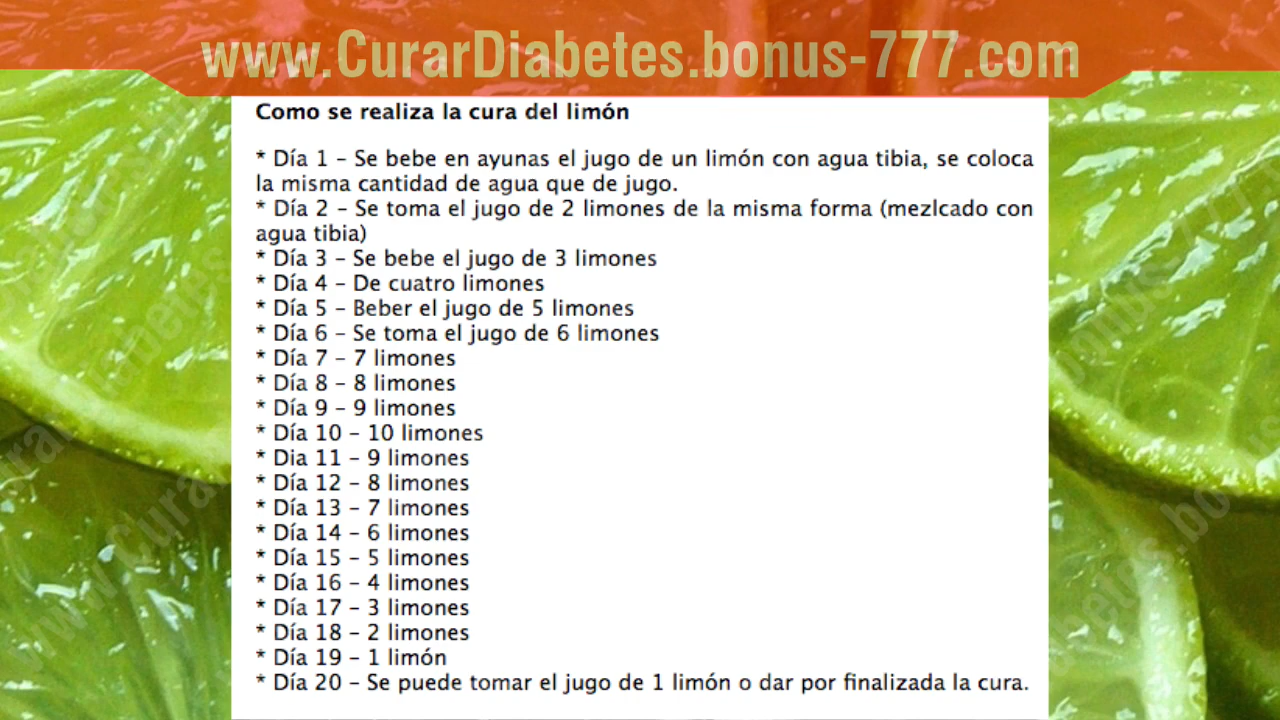 www.CurarDiabetes.bonus-777.com
Como se realiza la cura del limón
* Día 1 – Se bebe en ayunas el jugo de un limón con agua tibia, se coloca
la misma cantidad de agua que de jugo.
* Día 2 – Se toma el jugo de 2 limones de la misma forma (mezlcado con
agua tibia)
* Día 3 – Se bebe el jugo de 3 limones
* Día 4 – De cuatro limones
* Día 5 – Beber el jugo de 5 limones
* Día 6 – Se toma el jugo de 6 limones
* Día 7 – 7 limones
* Día 8 – 8 limones
* Día 9 – 9 limones
* Día 10 – 10 limones
* Dia 11 – 9 limones
* Día 12 – 8 limones
* Día 13 – 7 limones
* Día 14 – 6 limones
* Día 15 – 5 limones
* Día 16 – 4 limones
* Día 17 – 3 limones
* Día 18 – 2 limones
* Día 19 – 1 limón
* Día 20 – Se puede tomar el jugo de 1 limón o dar por finalizada la cura.